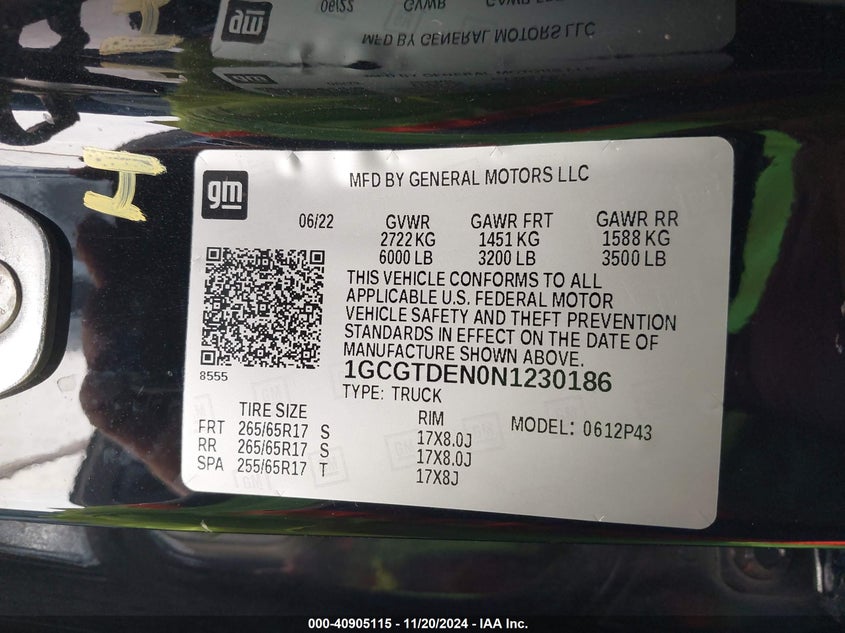 gm
MFD BY GENERAL MOTORS LLC
06/22 GVWR GAWR FRT GAWR RR
2722 KG 1451 KG 1588 KG
6000 LB 3200 LB 3500 LB
THIS VEHICLE CONFORMS TO ALL
APPLICABLE U.S. FEDERAL MOTOR
VEHICLE SAFETY AND THEFT PREVENTION
STANDARDS IN EFFECT ON THE DATE OF
MANUFACTURE SHOWN ABOVE.
8555
1GCGTDEN0N1230186
TYPE: TRUCK
TIRE SIZE RIM MODEL: 0612P43
FRT 265/65R17 S 17X8.0J
RR 265/65R17 S 17X8.0J
SPA 255/65R17 T 17X8J
000-40905115 - 11/20/2024 - IAA Inc.